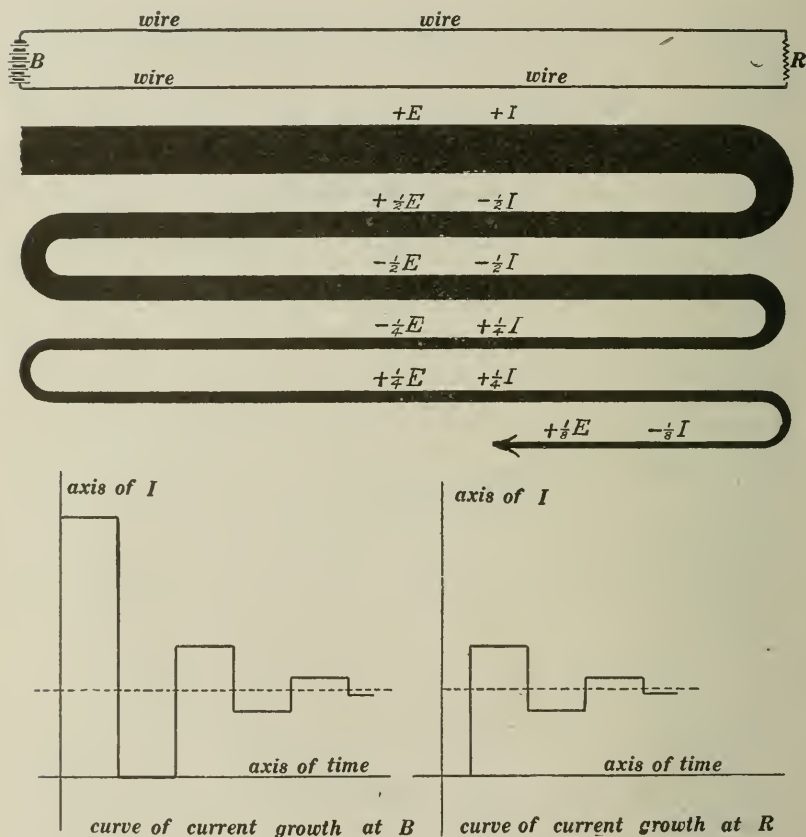 wire wire
B R
wire wire
+E +I
+½E -½I
-½E -½I
-¼E +¼I
+¼E +¼I
+⅛E -⅛I
axis of I axis of I
axis of time axis of time
curve of current growth at B curve of current growth at R